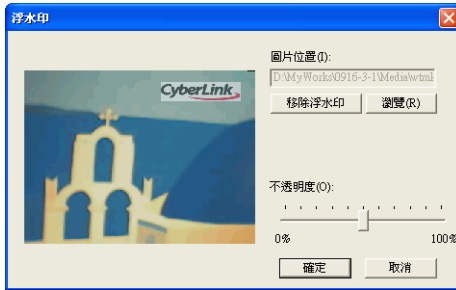 浮水印
圖片位置(I):
D:\MyWorks\0916-3-1\Media\wtml
移除浮水印
瀏覽(R)
CyberLink
不透明度(O):
0%
100%
確定
取消